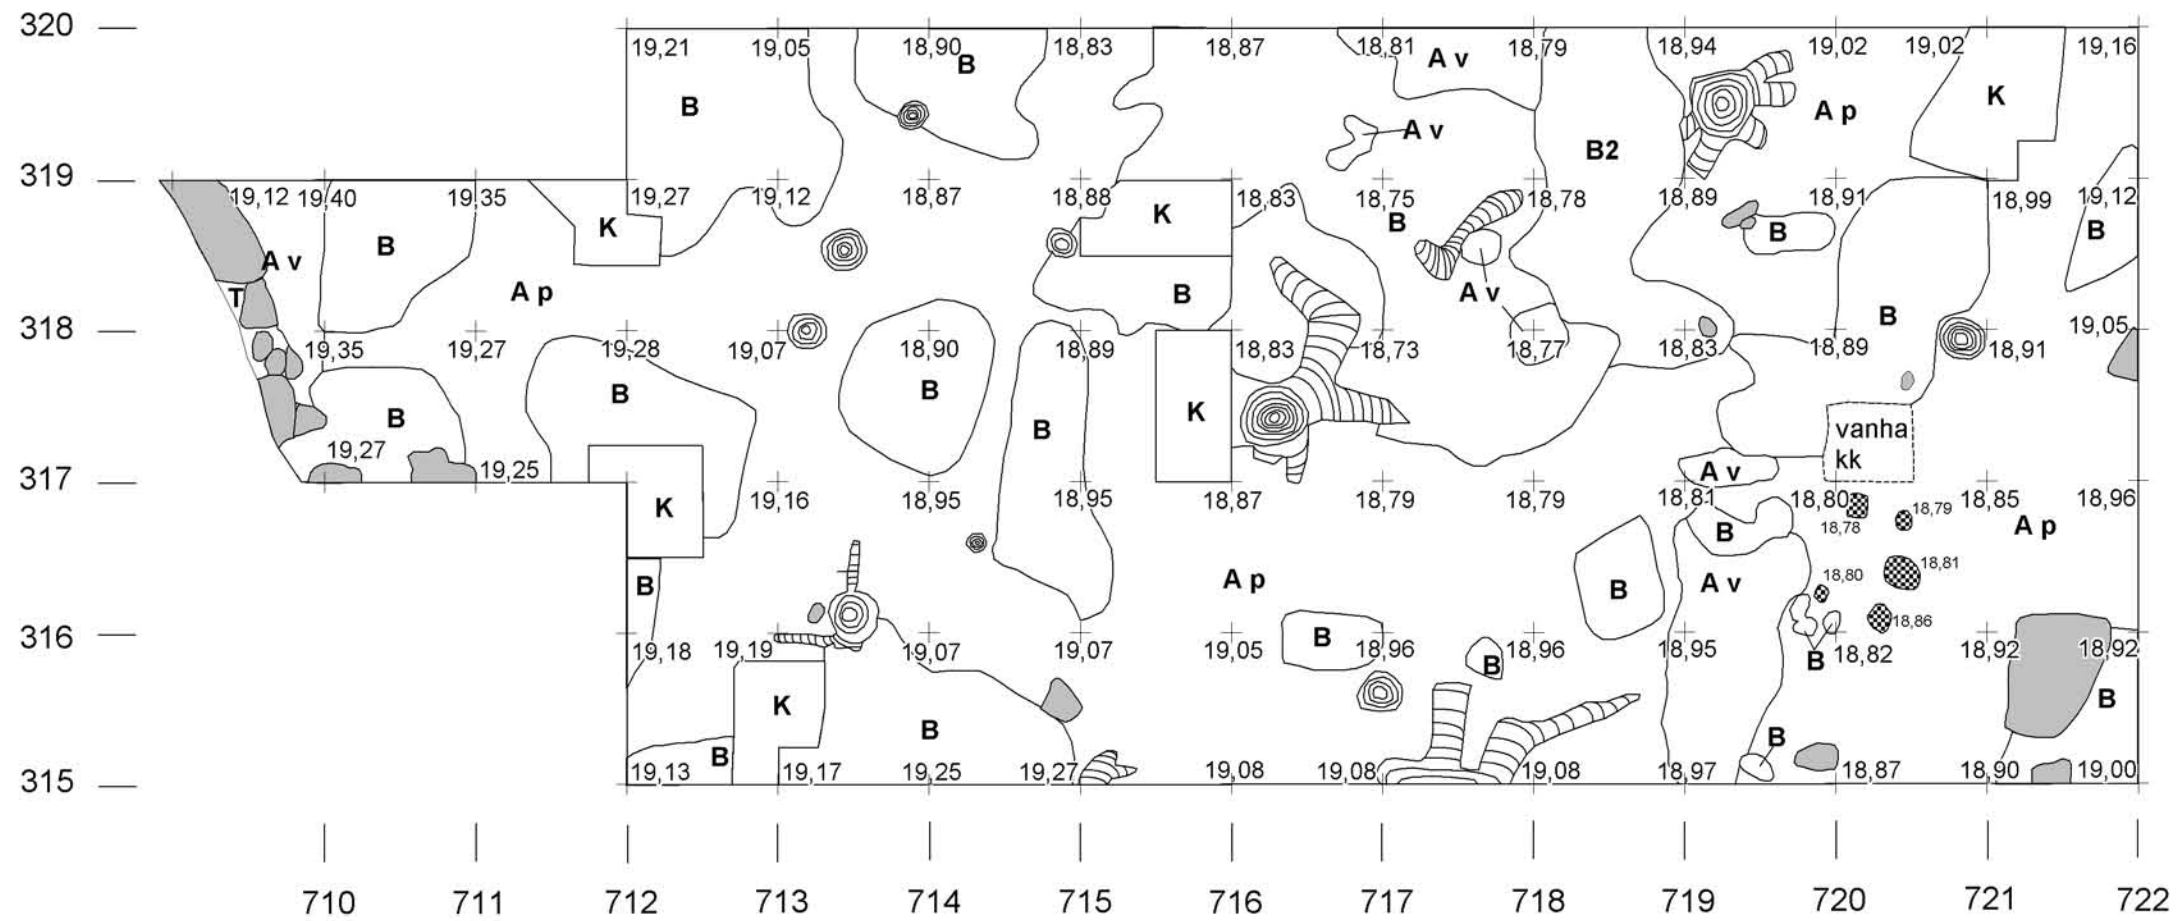 320
19,21 19,05 18,90 18,83 18,87 18,81 18,79 18,94 19,02 19,02 19,16
B A v
K
B A p
A v
B2
319
19,12 19,40 19,35 19,27 19,12 18,87 18,88 18,83 18,75 18,78 18,89 18,91 18,99 19,12
K K B B B
B
A v
T A p B A v
B
318
19,35 19,27 19,28 19,07 18,90 18,89 18,83 18,73 18,77 18,83 18,89 18,91 19,05
B B
B B K
vanha
kk
19,27
19,25
A v
317
19,16 18,95 18,95 18,87 18,79 18,79 18,81 18,80 18,85 18,96
K
18,78 18,79
B A p
18,81
18,80
B A p B A v
18,86
316
B
19,18 19,19 19,07 19,07 19,05 18,96 18,96 18,95 18,82 18,92 18,92
B B
K B B
B B
315
19,13 19,17 19,25 19,27 19,08 19,08 19,08 18,97 18,87 18,90 19,00
710 711 712 713 714 715 716 717 718 719 720 721 722